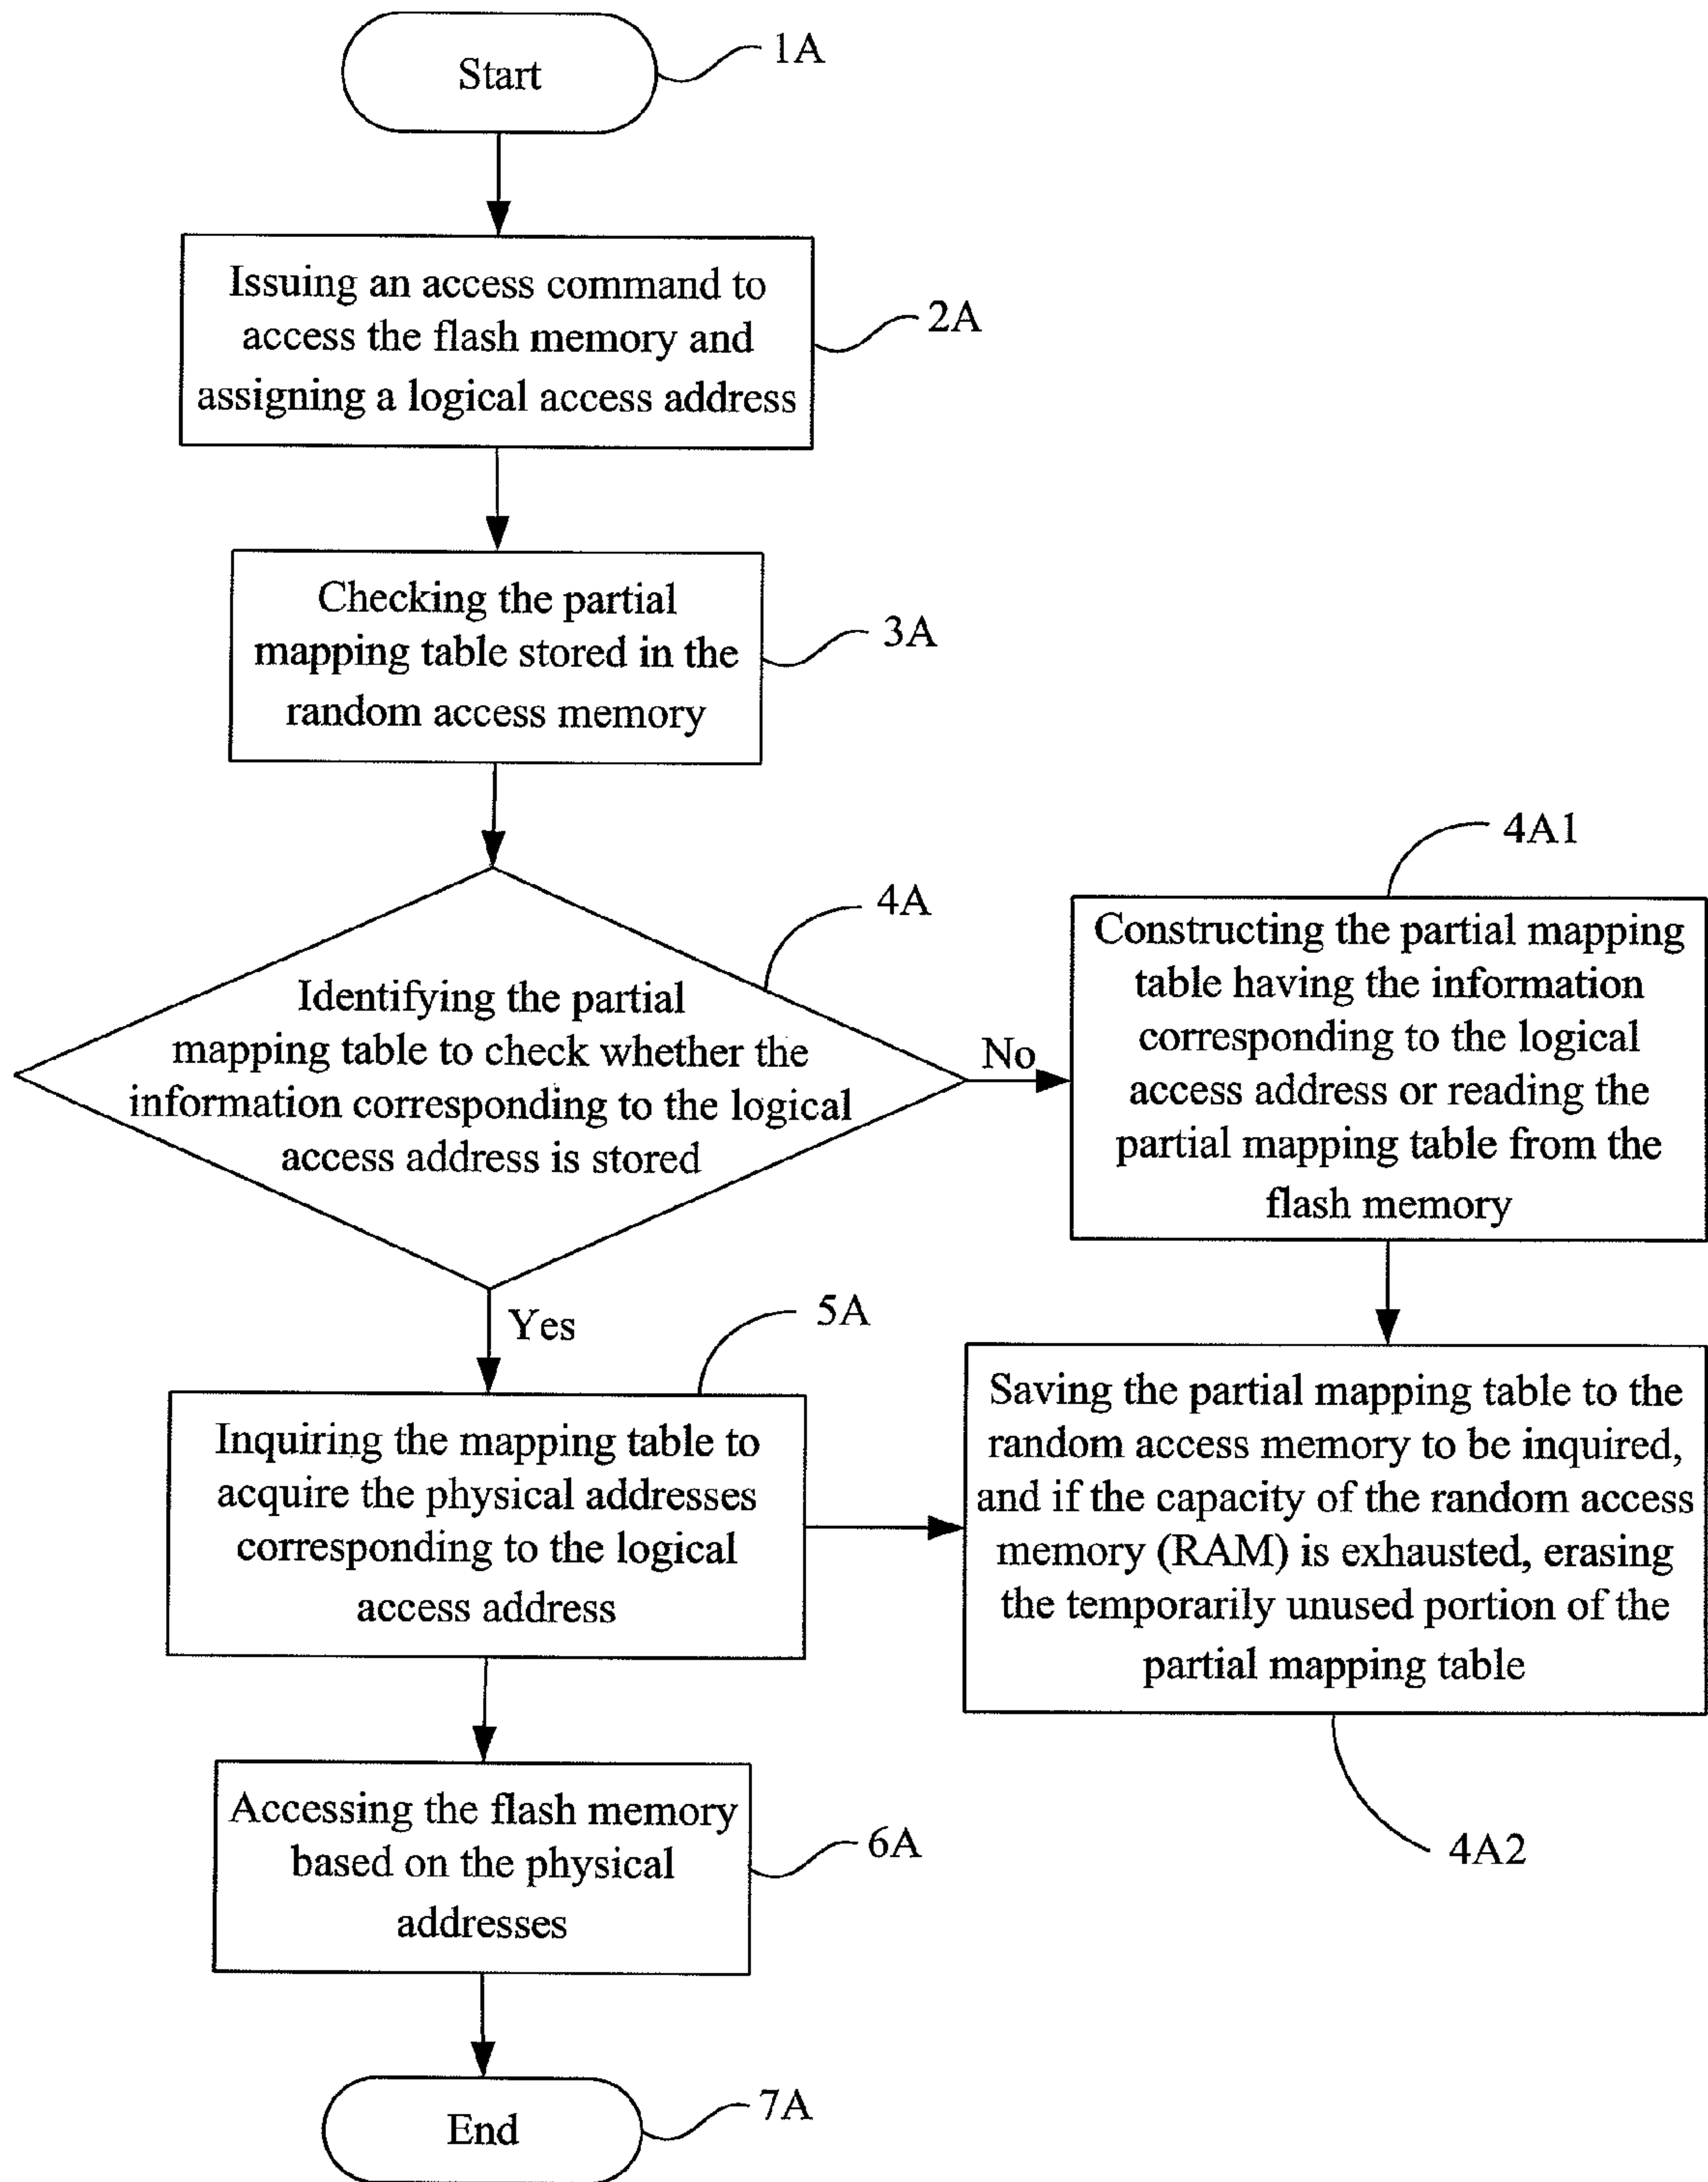 Start
1A
Issuing an access command to
access the flash memory and
assigning a logical access address
2A
Checking the partial
mapping table stored in the
random access memory
3A
Identifying the partial
mapping table to check whether the
information corresponding to the logical
access address is stored
4A
No
Constructing the partial mapping
table having the information
corresponding to the logical
access address or reading the
partial mapping table from the
flash memory
4A1
Yes
Inquiring the mapping table to
acquire the physical addresses
corresponding to the logical
access address
5A
Saving the partial mapping table to the
random access memory to be inquired,
and if the capacity of the random access
memory (RAM) is exhausted, erasing
the temporarily unused portion of the
partial mapping table
4A2
Accessing the flash memory
based on the physical
addresses
6A
End
7A